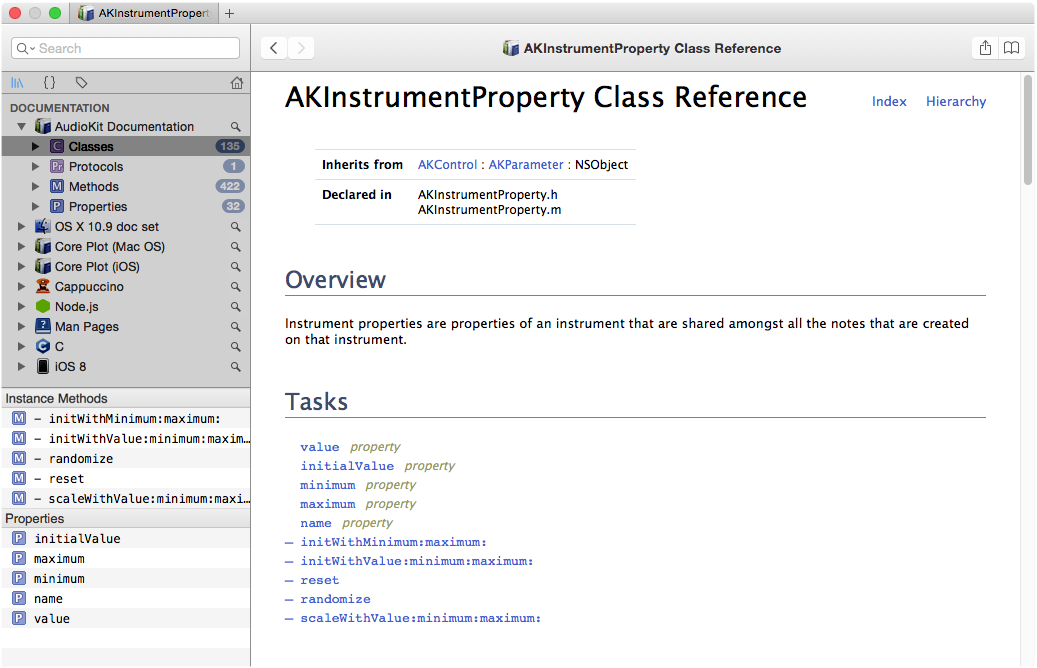 AKInstrumentPropert
Search
AKInstrumentProperty Class Reference
{}
DOCUMENTATION
AudioKit Documentation
C Classes 135
Pr Protocols 1
M Methods 422
P Properties 32
OS X 10.9 doc set
Core Plot (Mac OS)
Core Plot (iOS)
Cappuccino
Node.js
? Man Pages
C C
iOS 8
Instance Methods
M – initWithMinimum:maximum:
M – initWithValue:minimum:maxim…
M – randomize
M – reset
M – scaleWithValue:minimum:maxi…
Properties
P initialValue
P maximum
P minimum
P name
P value
AKInstrumentProperty Class Reference
Index Hierarchy
Inherits from AKControl : AKParameter : NSObject
Declared in AKInstrumentProperty.h
AKInstrumentProperty.m
Overview
Instrument properties are properties of an instrument that are shared amongst all the notes that are created
on that instrument.
Tasks
value property
initialValue property
minimum property
maximum property
name property
– initWithMinimum:maximum:
– initWithValue:minimum:maximum:
– reset
– randomize
– scaleWithValue:minimum:maximum: